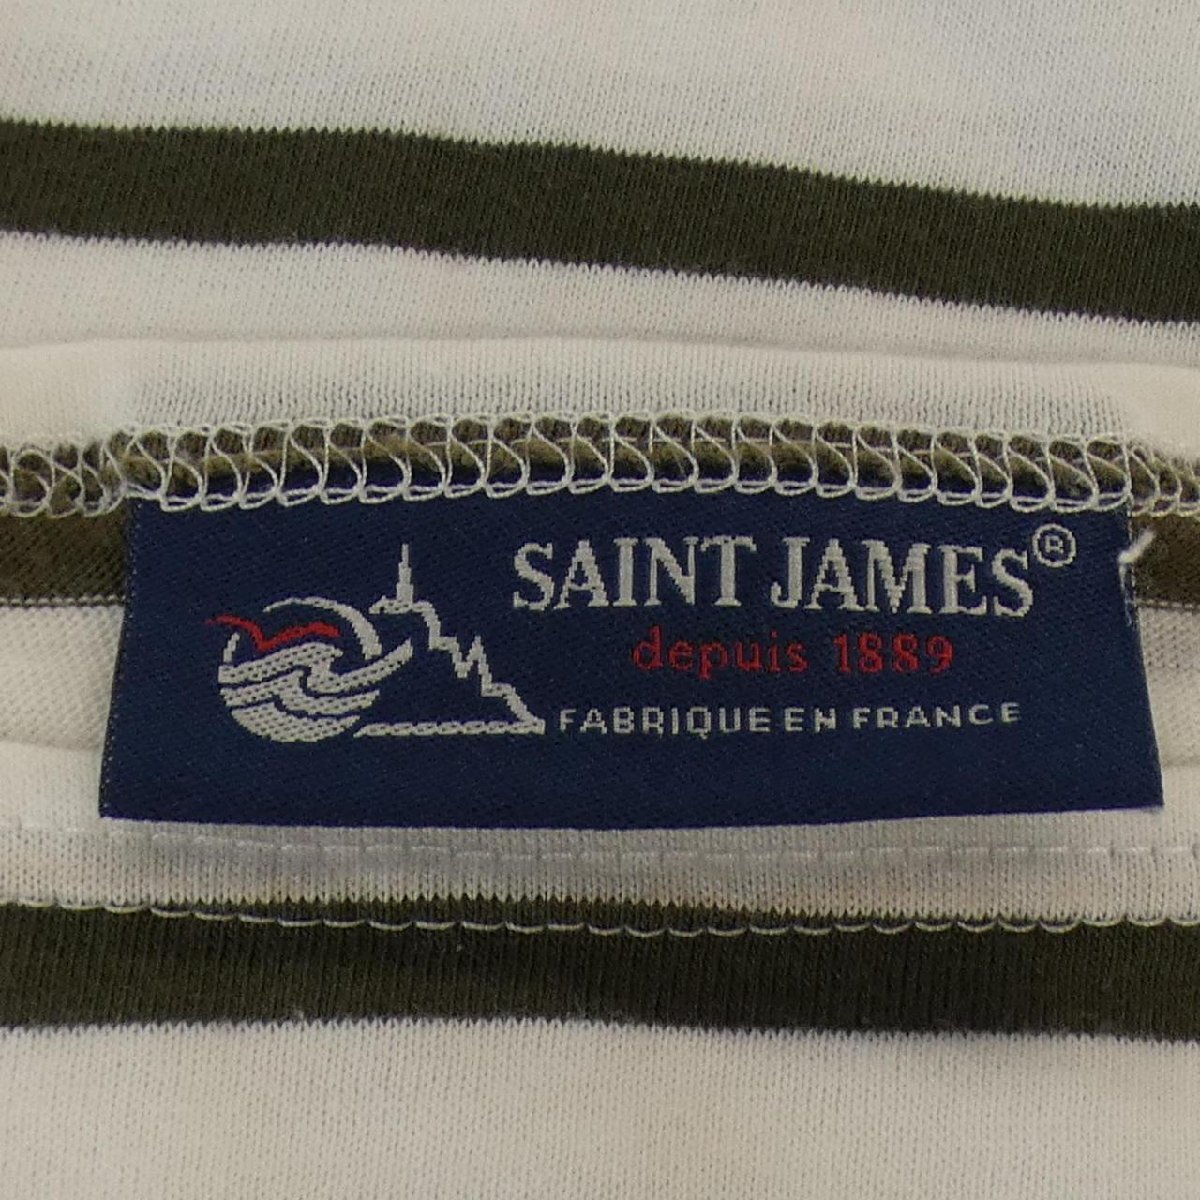 SAINT JAMES®
depuis 1889
FABRIQUE EN FRANCE